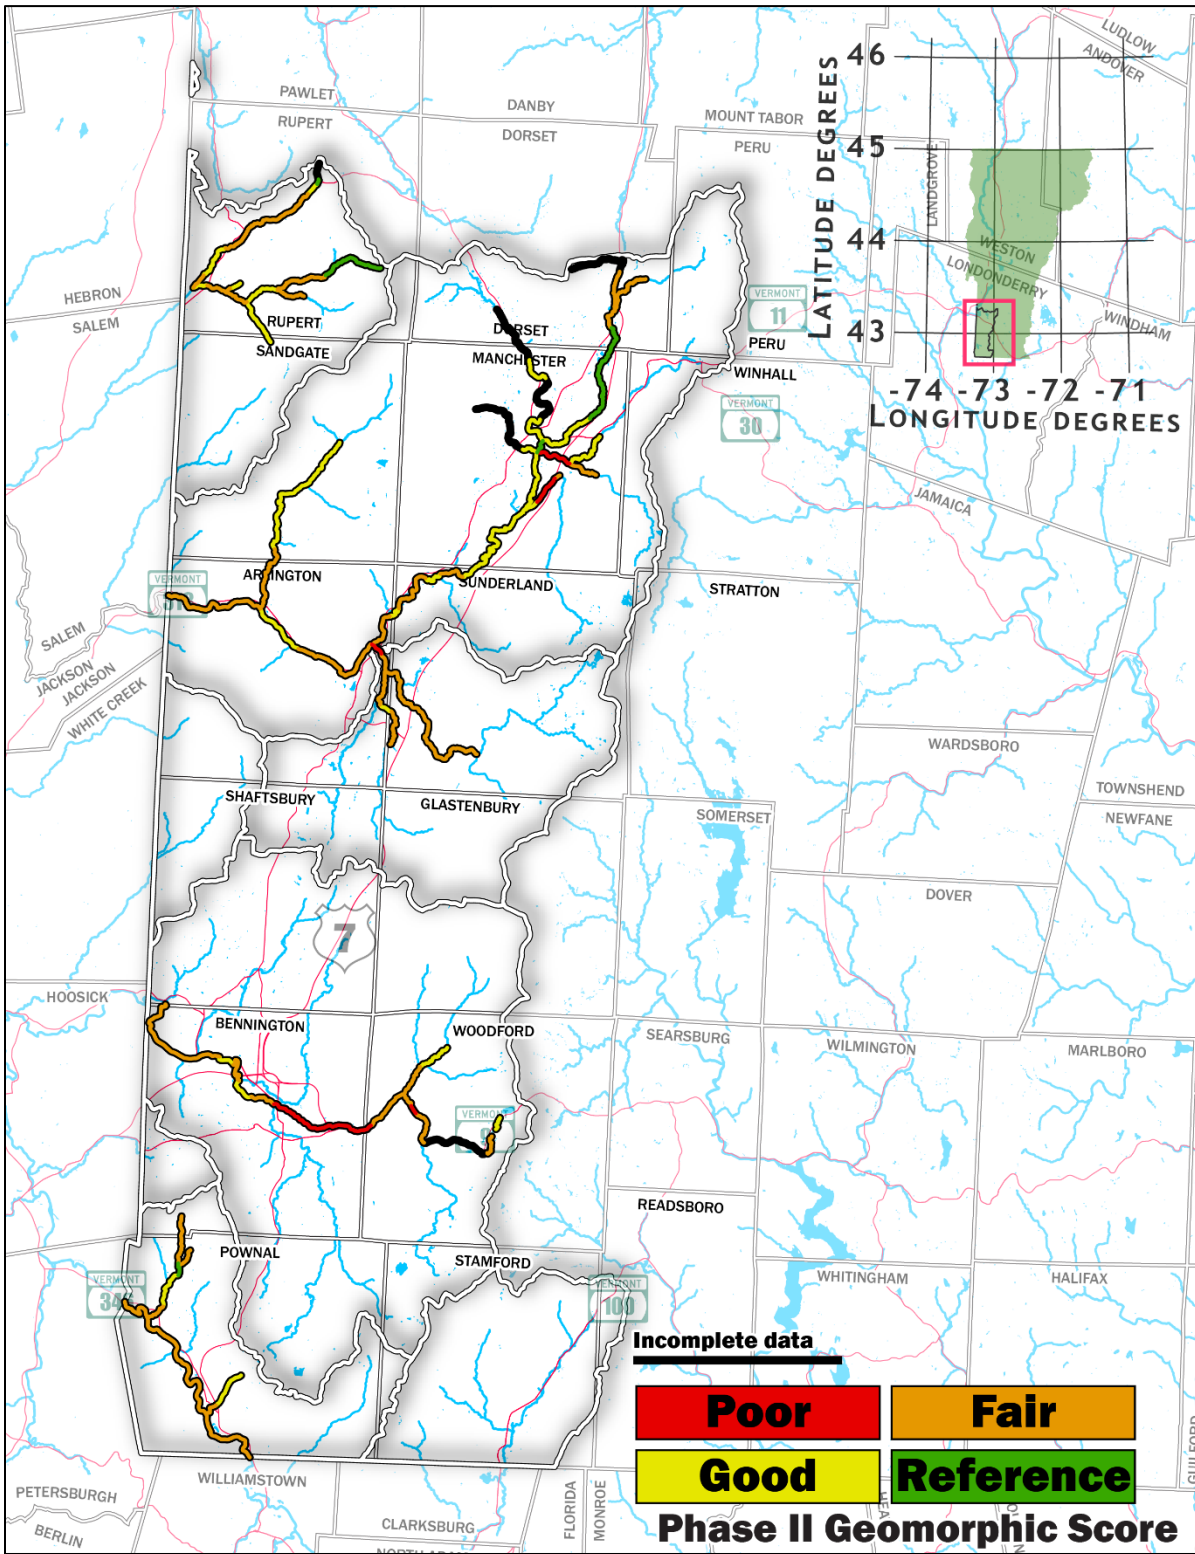 LUDLOW
ANDOVER
PAWLET
RUPERT
DANBY
DORSET
MOUNT TABOR
PERU
LANDGROVE
LATITUDE DEGREES
46
45
44
43
WESTON
LONDONDERRY
WINDHAM
-74 -73 -72 -71
LONGITUDE DEGREES
HEBRON
SALEM
VERMONT
11
PERU
WINHALL
VERMONT
30
JAMAICA
RUPERT
SANDGATE
DORSET
MANCHESTER
ARLINGTON
VERMONT
313
SUNDERLAND
STRATTON
SALEM
JACKSON
JACKSON
WHITE CREEK
WARDSBORO
TOWNSHEND
NEWFANE
SHAFTSBURY
GLASTENBURY
SOMERSET
DOVER
7
HOOSICK
BENNINGTON
WOODFORD
SEARSBURG
WILMINGTON
MARLBORO
VERMONT
9
READSBORO
POWNAL
STAMFORD
WHITINGHAM
HALIFAX
VERMONT
346
VERMONT
100
Incomplete data
Poor
Fair
Good
Reference
Phase II Geomorphic Score
WILLIAMSTOWN
PETERSBURGH
BERLIN
CLARKSBURG
FLORIDA
MONROE